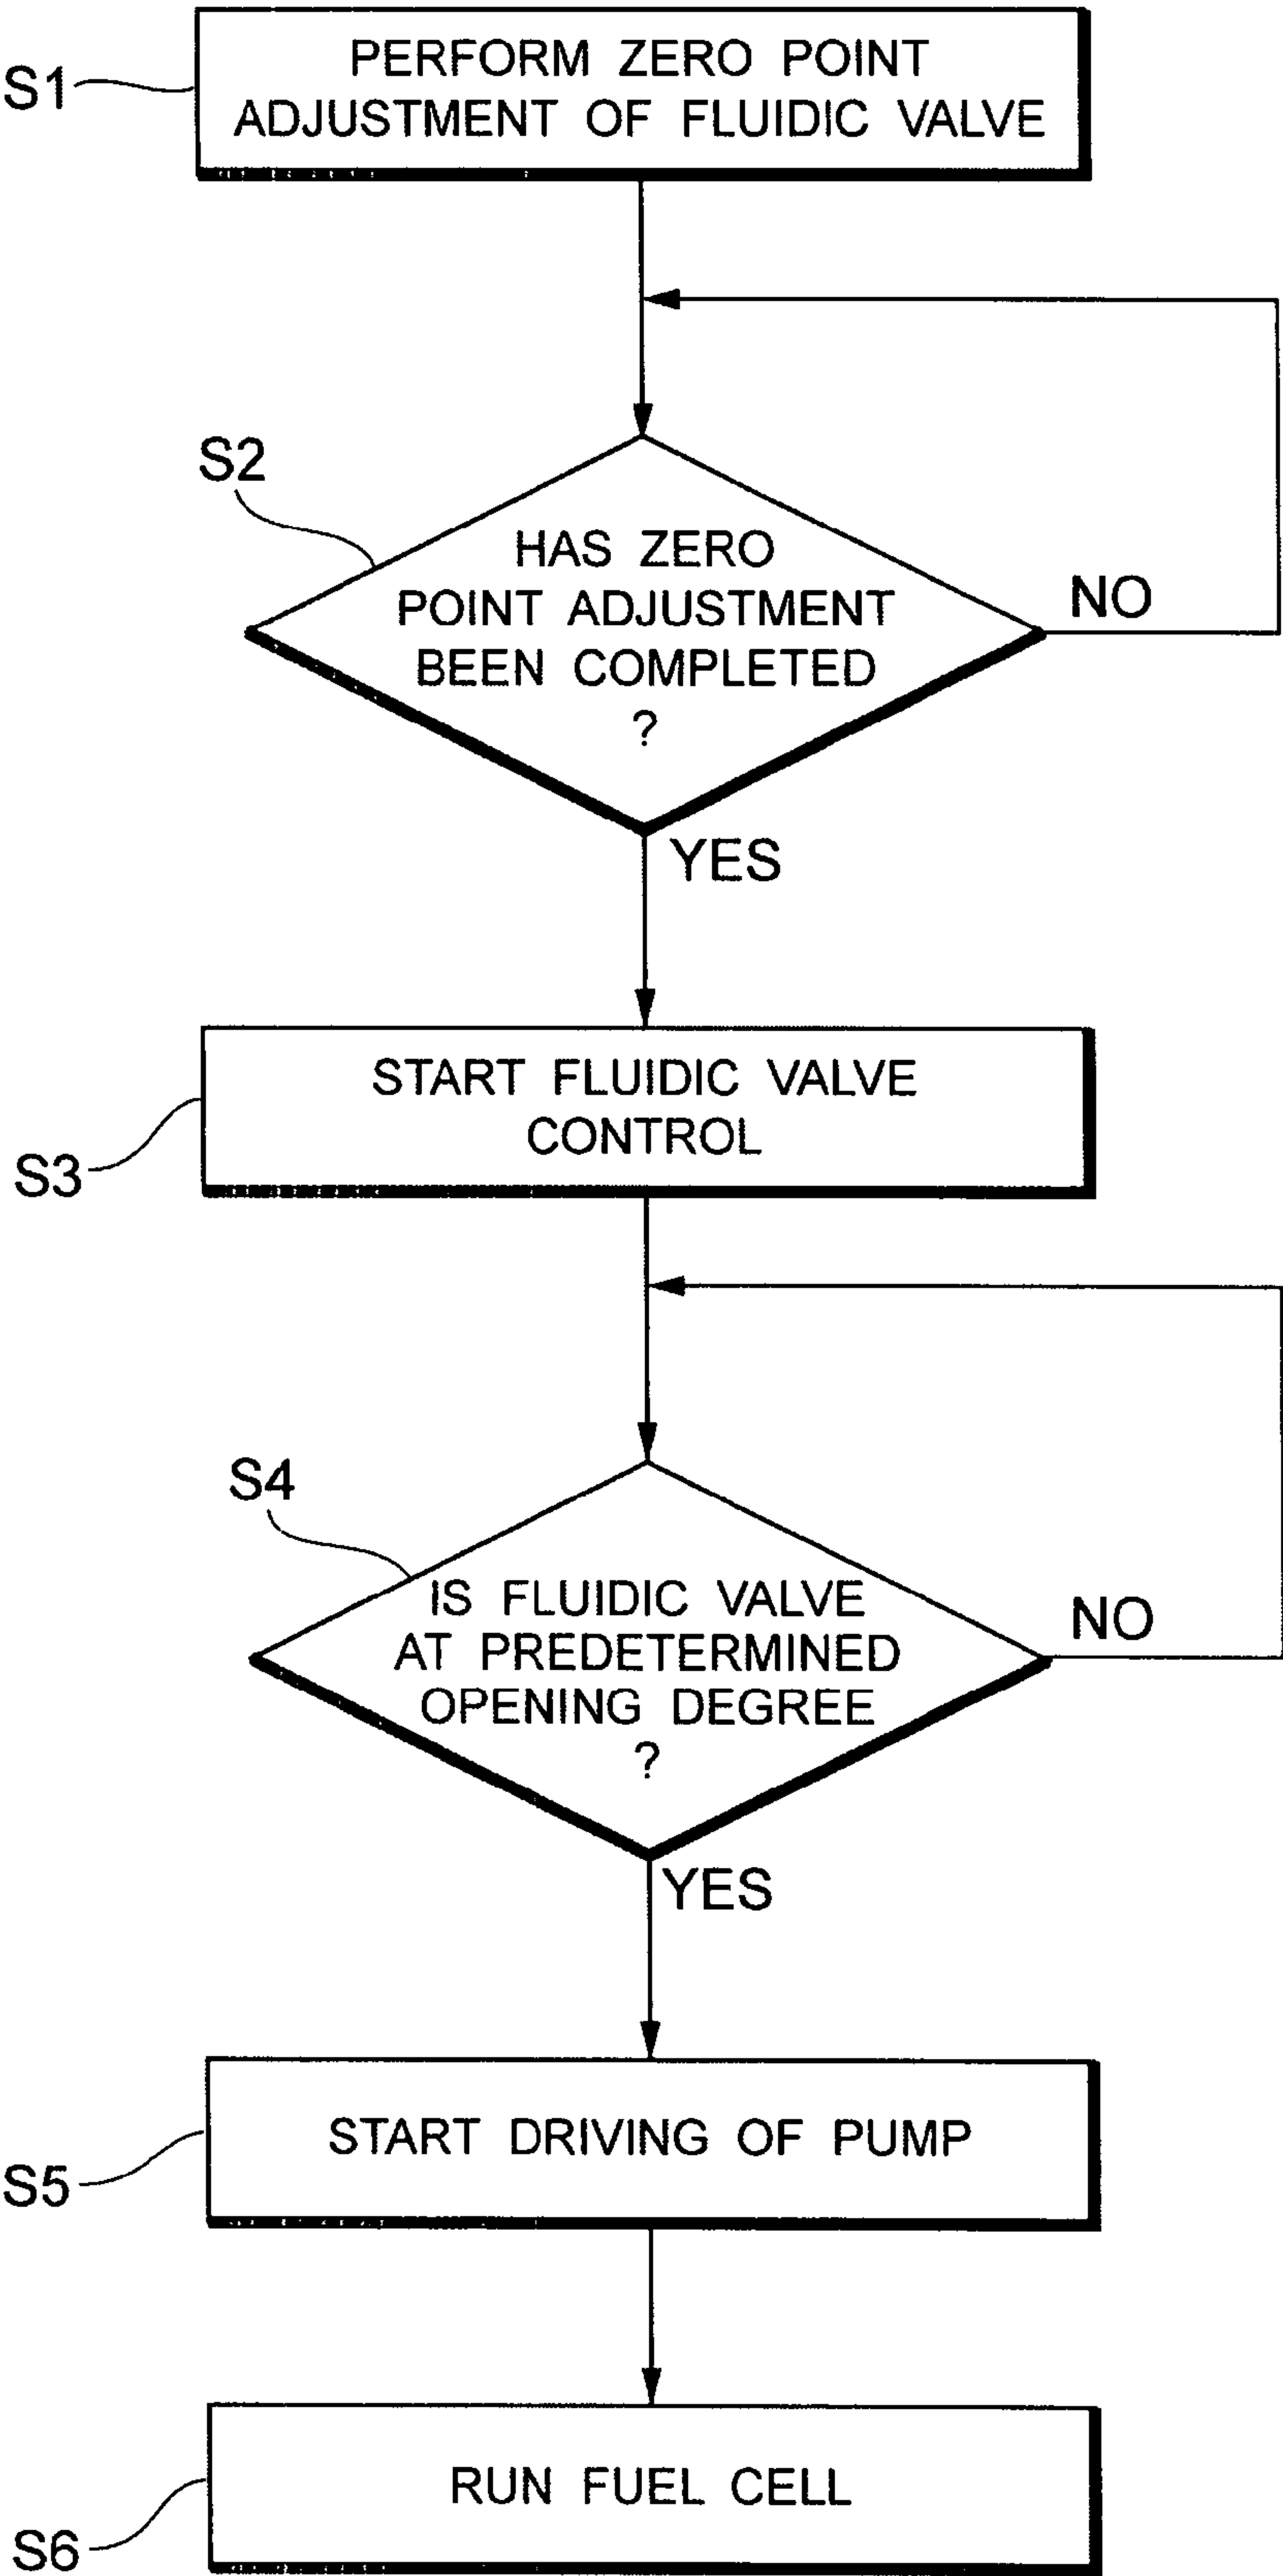 S1
PERFORM ZERO POINT
ADJUSTMENT OF FLUIDIC VALVE
S2
HAS ZERO
POINT ADJUSTMENT
BEEN COMPLETED
?
NO
YES
S3
START FLUIDIC VALVE
CONTROL
S4
IS FLUIDIC VALVE
AT PREDETERMINED
OPENING DEGREE
?
NO
YES
S5
START DRIVING OF PUMP
S6
RUN FUEL CELL